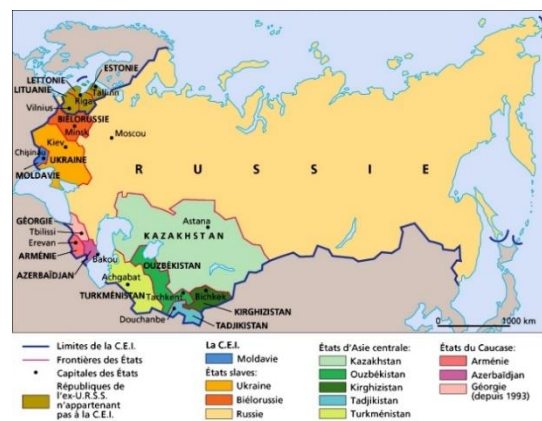 ESTONIE
LETTONIE
LITUANIE
Tallinn
Riga
Vilnius
BIÉLORUSSIE
Minsk
Moscou
Kiev
Chișinău
UKRAINE
MOLDAVIE
R U S S I E
GÉORGIE
Tbilissi
Erevan
ARMÉNIE
Bakou
AZERBAÏDJAN
Astana
KAZAKHSTAN
OUZBÉKISTAN
Achgabat
TURKMÉNISTAN
Tachkent
Bichkek
Douchanbe
KIRGHIZISTAN
TADJIKISTAN
0 1000 km
Limites de la C.E.I.
Frontières des États
Capitales des États
Républiques de
l'ex-U.R.S.S.
n'appartenant
pas à la C.E.I.
La C.E.I.
Moldavie
États slaves:
Ukraine
Biélorussie
Russie
États d'Asie centrale:
Kazakhstan
Ouzbékistan
Kirghizistan
Tadjikistan
Turkménistan
États du Caucase:
Arménie
Azerbaïdjan
Géorgie
(depuis 1993)